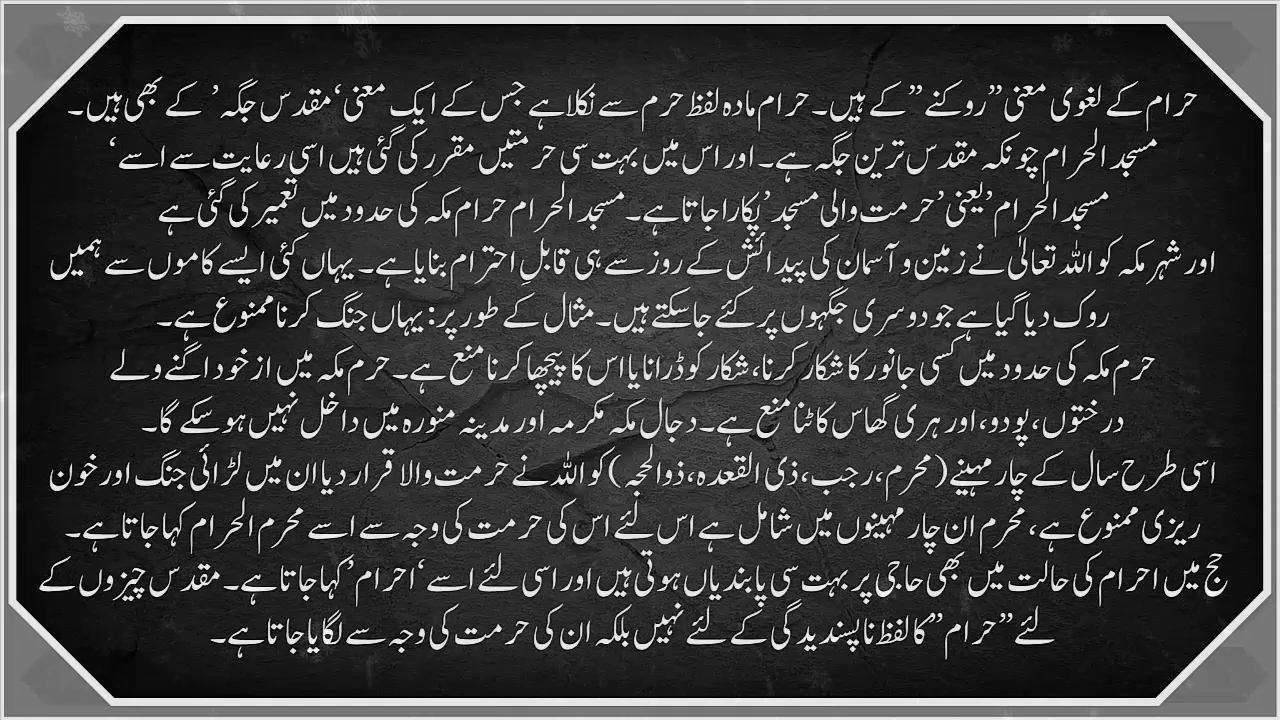 حرام کے لغوی معنی ”روکنے” کے ہیں۔ حرام مادہ لفظ حرم سے نکلا ہے جس کے ایک معنی ‘مقدس جگہ’ کے بھی ہیں۔
مسجد الحرام چونکہ مقدس ترین جگہ ہے۔ اور اس میں بہت سی حرمتیں مقرر کی گئی ہیں اسی رعایت سے اسے ‘
مسجد الحرام’ یعنی ’حرمت والی مسجد’ پکارا جاتا ہے۔ مسجد الحرام حرام مکہ کی حدود میں تعمیر کی گئی ہے
اور شہر مکہ کو اللہ تعالیٰ نے زمین و آسمان کی پیدائش کے روز سے ہی قابلِ احترام بنایا ہے۔ یہاں کئی ایسے کاموں سے ہمیں
روک دیا گیا ہے جو دوسری جگہوں پر کئے جاسکتے ہیں۔ مثال کے طور پر: یہاں جنگ کرنا ممنوع ہے۔
حرم مکہ کی حدود میں کسی جانور کا شکار کرنا، شکار کو ڈرانا یا اس کا پیچھا کرنا منع ہے۔ حرم مکہ میں از خود اگنے ولے
درختوں، پودو، اور ہری گھاس کاٹنا منع ہے۔ دجال مکہ مکرمہ اور مدینہ منورہ میں داخل نہیں ہوسکے گا۔
اسی طرح سال کے چار مہینے (محرم، رجب، ذی القعدہ، ذوالحجہ) کو اللہ نے حرمت والا قرار دیا ان میں لڑائی جنگ اور خون
ریزی ممنوع ہے، محرم ان چار مہینوں میں شامل ہے اس لئے اس کی حرمت کی وجہ سے اسے محرم الحرام کہا جاتا ہے۔
حج میں احرام کی حالت میں بھی حاجی پر بہت سی پابندیاں ہوتی ہیں اور اسی لئے اسے ‘احرام’ کہا جاتا ہے۔ مقدس چیزوں کے
لئے ”حرام” کا لفظ ناپسندیدگی کے لئے نہیں بلکہ ان کی حرمت کی وجہ سے لگایا جاتا ہے۔